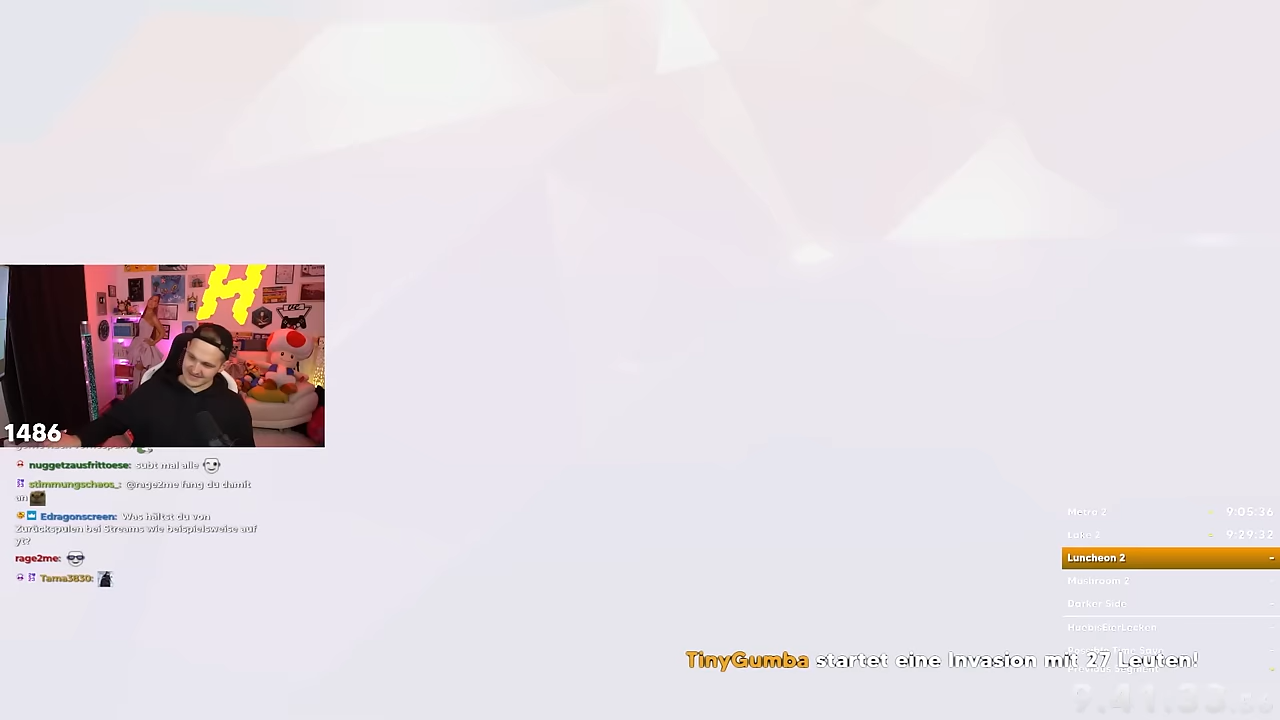 1486
nuggetzausfrittoese: subt mal alle
stimmungschaos_: @rage2me fang du damit
an
Edragonscreen: Was hältst du von
Zurückspulen bei Streams wie beispielsweise auf
yt?
rage2me:
Tama3830:
Metro 2 9:05:36
Lake 2 9:29:32
Luncheon 2 -
Mushroom 2
Darker Side
HuebisEierLecken
TinyGumba startet eine Invasion mit 27 Leuten!